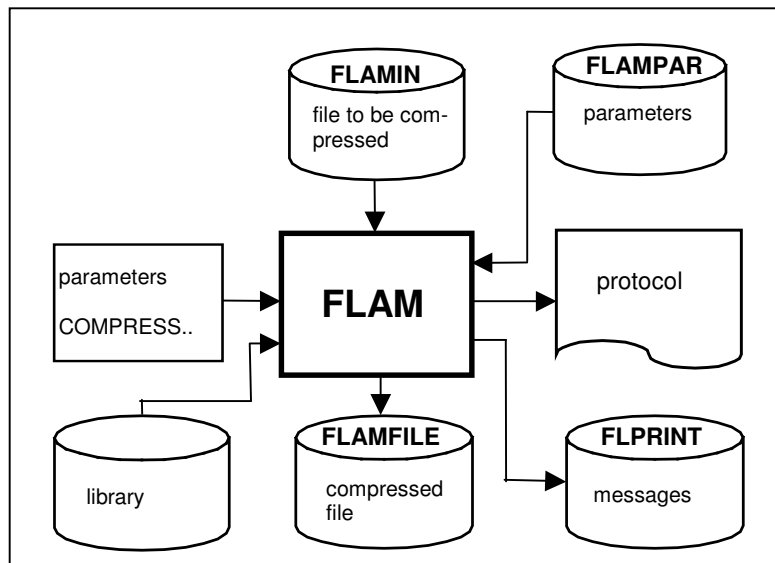 FLAMIN
file to be com-
pressed
FLAMPAR
parameters
parameters
COMPRESS..
FLAM
protocol
library
FLAMFILE
compressed
file
FLPRINT
messages